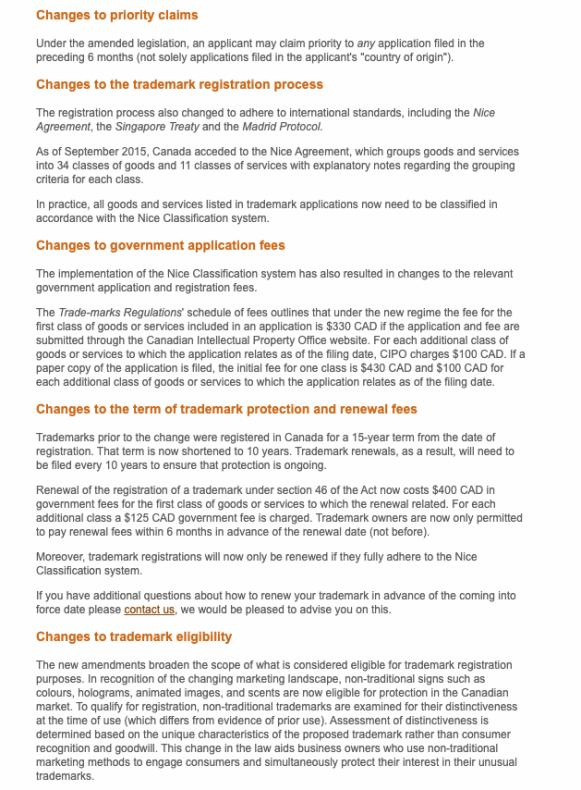 Changes to priority claims
Under the amended legislation, an applicant may claim priority to any application filed in the
preceding 6 months (not solely applications filed in the applicant's "country of origin").
Changes to the trademark registration process
The registration process also changed to adhere to international standards, including the Nice
Agreement, the Singapore Treaty and the Madrid Protocol.
As of September 2015, Canada acceded to the Nice Agreement, which groups goods and services
into 34 classes of goods and 11 classes of services with explanatory notes regarding the grouping
criteria for each class.
In practice, all goods and services listed in trademark applications now need to be classified in
accordance with the Nice Classification system.
Changes to government application fees
The implementation of the Nice Classification system has also resulted in changes to the relevant
government application and registration fees.
The Trade-marks Regulations' schedule of fees outlines that under the new regime the fee for the
first class of goods or services included in an application is $330 CAD if the application and fee are
submitted through the Canadian Intellectual Property Office website. For each additional class of
goods or services to which the application relates as of the filing date, CIPO charges $100 CAD. If a
paper copy of the application is filed, the initial fee for one class is $430 CAD and $100 CAD for
each additional class of goods or services to which the application relates as of the filing date.
Changes to the term of trademark protection and renewal fees
Trademarks prior to the change were registered in Canada for a 15-year term from the date of
registration. That term is now shortened to 10 years. Trademark renewals, as a result, will need to
be filed every 10 years to ensure that protection is ongoing.
Renewal of the registration of a trademark under section 46 of the Act now costs $400 CAD in
government fees for the first class of goods or services to which the renewal related. For each
additional class a $125 CAD government fee is charged. Trademark owners are now only permitted
to pay renewal fees within 6 months in advance of the renewal date (not before).
Moreover, trademark registrations will now only be renewed if they fully adhere to the Nice
Classification system.
If you have additional questions about how to renew your trademark in advance of the coming into
force date please contact us, we would be pleased to advise you on this.
Changes to trademark eligibility
The new amendments broaden the scope of what is considered eligible for trademark registration
purposes. In recognition of the changing marketing landscape, non-traditional signs such as
colours, holograms, animated images, and scents are now eligible for protection in the Canadian
market. To qualify for registration, non-traditional trademarks are examined for their distinctiveness
at the time of use (which differs from evidence of prior use). Assessment of distinctiveness is
determined based on the unique characteristics of the proposed trademark rather than consumer
recognition and goodwill. This change in the law aids business owners who use non-traditional
marketing methods to engage consumers and simultaneously protect their interest in their unusual
trademarks.